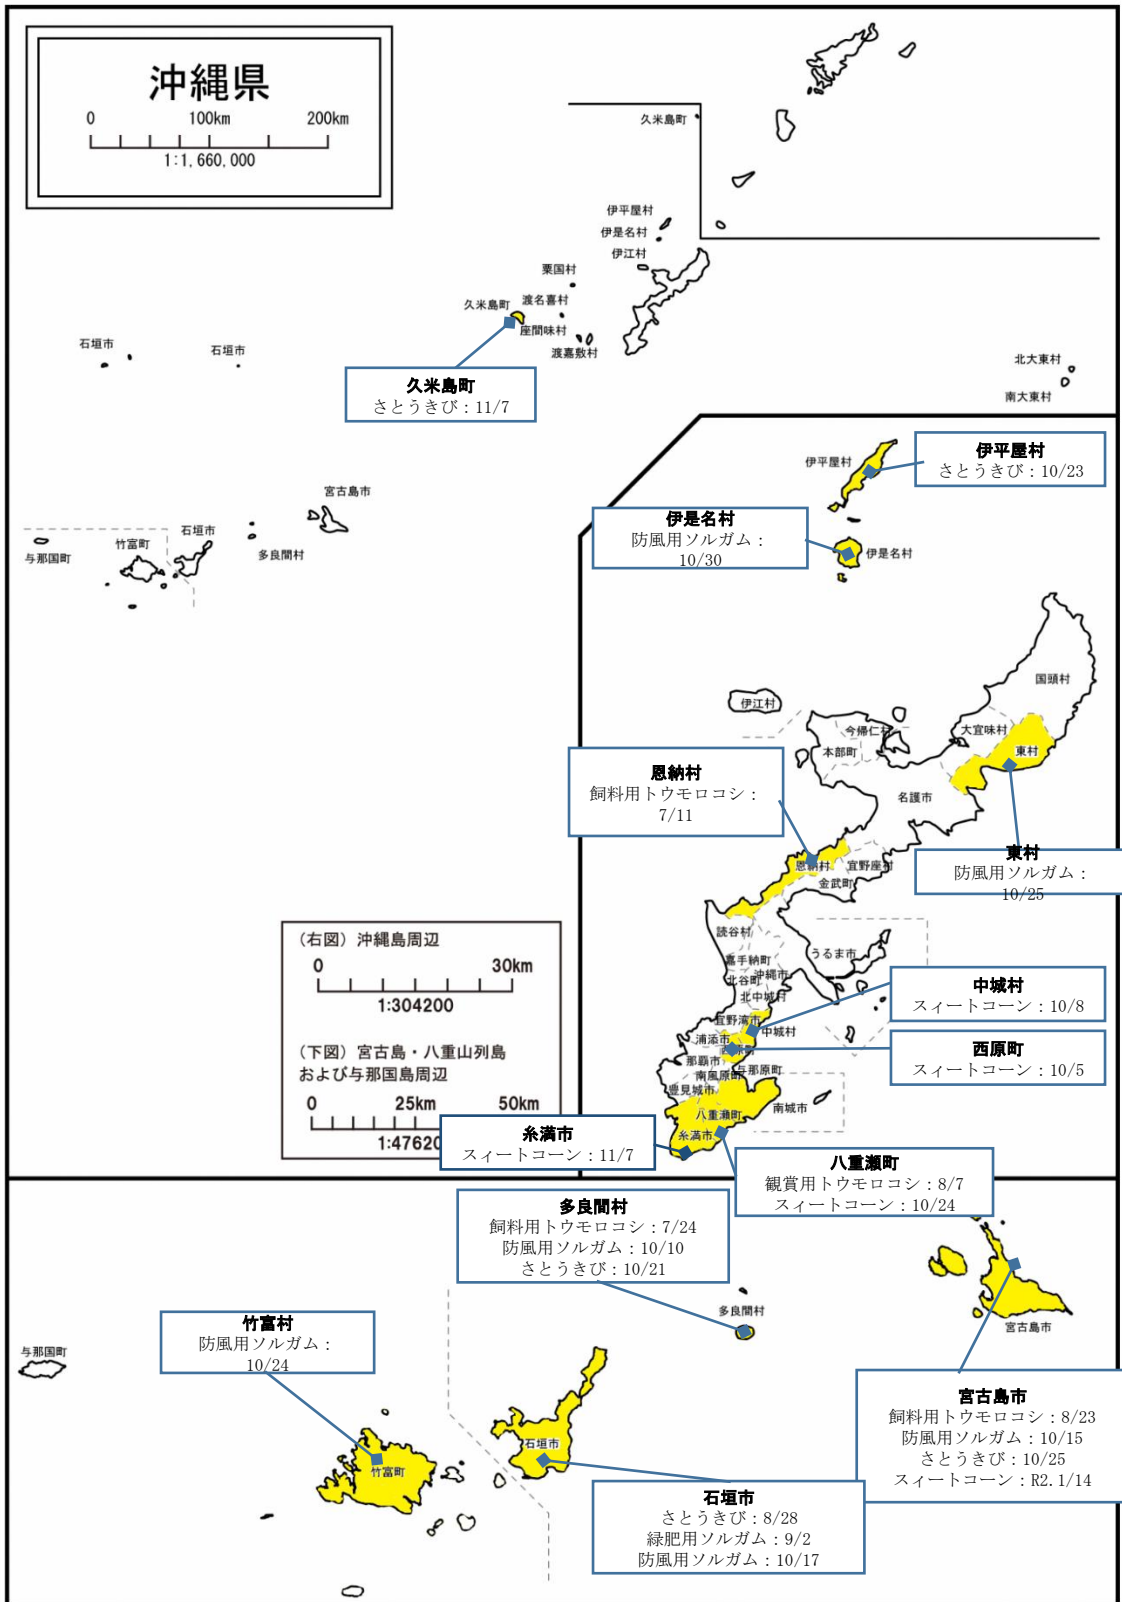 沖縄県
0 100km 200km
1:1,660,000
久米島町
伊平屋村
伊是名村
伊江村
粟国村
久米島町
渡名喜村
座間味村
渡嘉敷村
石垣市
石垣市
北大東村
南大東村
久米島町
さとうきび：11/7
宮古島市
石垣市
竹富町
与那国町
多良間村
伊平屋村
伊平屋村
さとうきび：10/23
伊是名村
防風用ソルガム：
10/30
伊是名村
国頭村
伊江村
今帰仁村
本部町
大宜味村
東村
名護市
恩納村
飼料用トウモロコシ：
7/11
恩納村
宜野座村
金武町
東村
防風用ソルガム：
10/25
読谷村
嘉手納町
北谷町
沖縄市
うるま市
北中城村
宜野湾市
中城村
浦添市
那覇市
南風原町
与那原町
豊見城市
南城市
八重瀬町
糸満市
中城村
スィートコーン：10/8
西原町
スィートコーン：10/5
（右図）沖縄島周辺
0 30km
1:304200
（下図）宮古島・八重山列島
および与那国島周辺
0 25km 50km
1:47620
糸満市
スィートコーン：11/7
八重瀬町
観賞用トウモロコシ：8/7
スィートコーン：10/24
多良間村
飼料用トウモロコシ：7/24
防風用ソルガム：10/10
さとうきび：10/21
多良間村
宮古島市
竹富村
防風用ソルガム：
10/24
与那国町
石垣市
竹富町
宮古島市
飼料用トウモロコシ：8/23
防風用ソルガム：10/15
さとうきび：10/25
スィートコーン：R2.1/14
石垣市
さとうきび：8/28
緑肥用ソルガム：9/2
防風用ソルガム：10/17